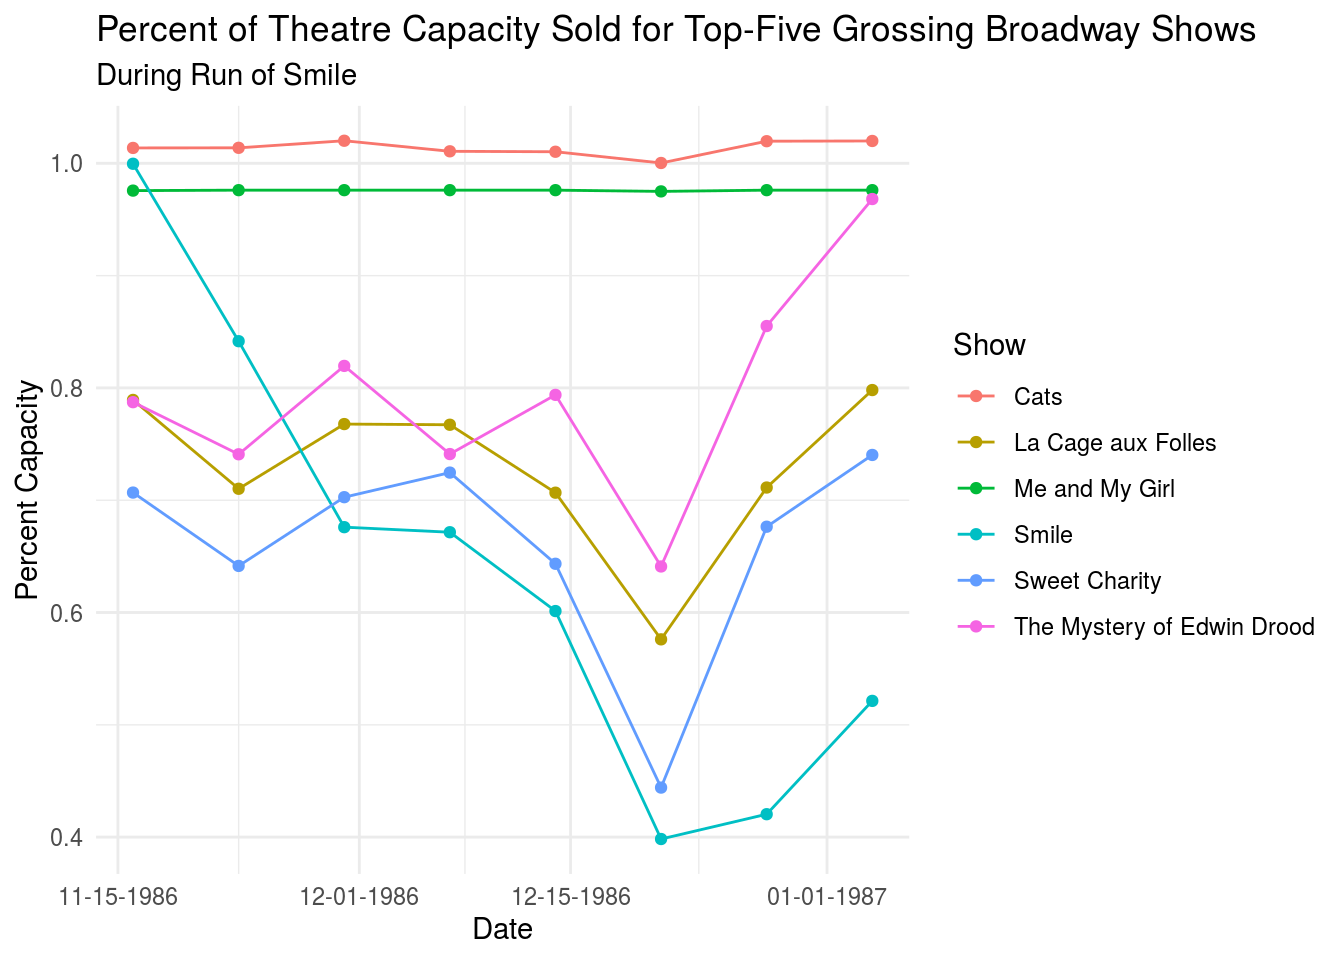 Percent of Theatre Capacity Sold for Top-Five Grossing Broadway Shows
During Run of Smile
Percent Capacity
1.0
0.8
0.6
0.4
11-15-1986
12-01-1986
12-15-1986
01-01-1987
Date
Show
Cats
La Cage aux Folles
Me and My Girl
Smile
Sweet Charity
The Mystery of Edwin Drood